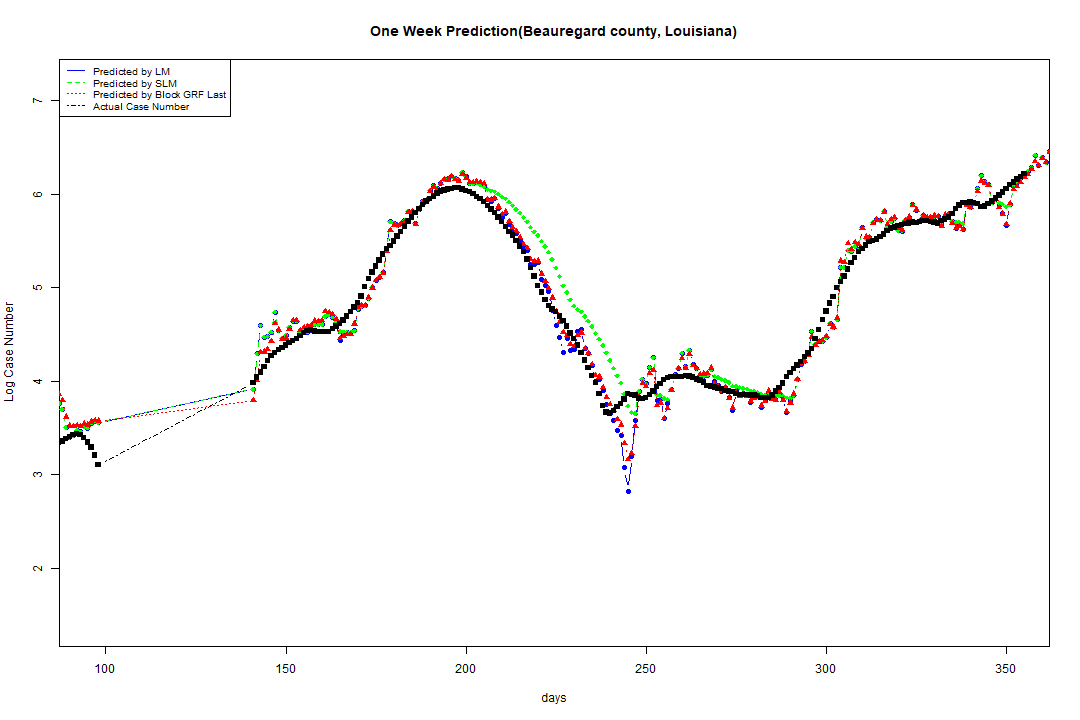 One Week Prediction(Beauregard county, Louisiana)
Predicted by LM
Predicted by SLM
Predicted by Block GRF Last
Actual Case Number
7
6
5
4
3
2
Log Case Number
100 150 200 250 300 350
days